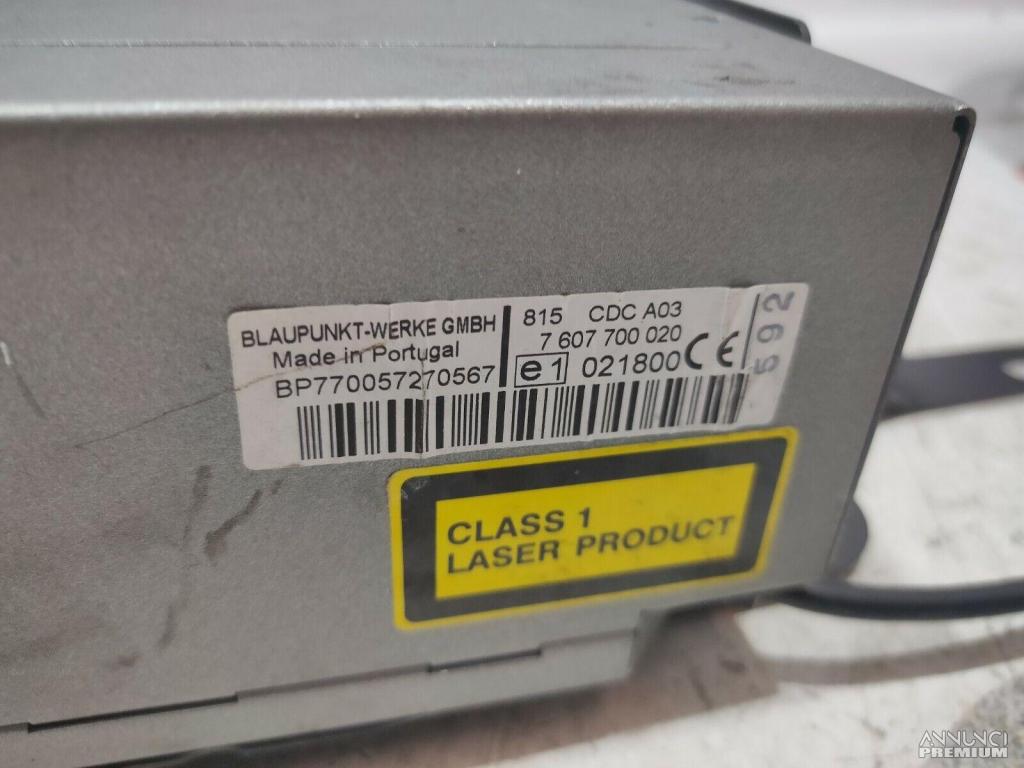 BLAUPUNKT-WERKE GMBH
Made in Portugal
BP770057270567
815 CDC A03
7 607 700 020
e1 021800 CE
592
CLASS 1
LASER PRODUCT
ANNUNCI
PREMIUM